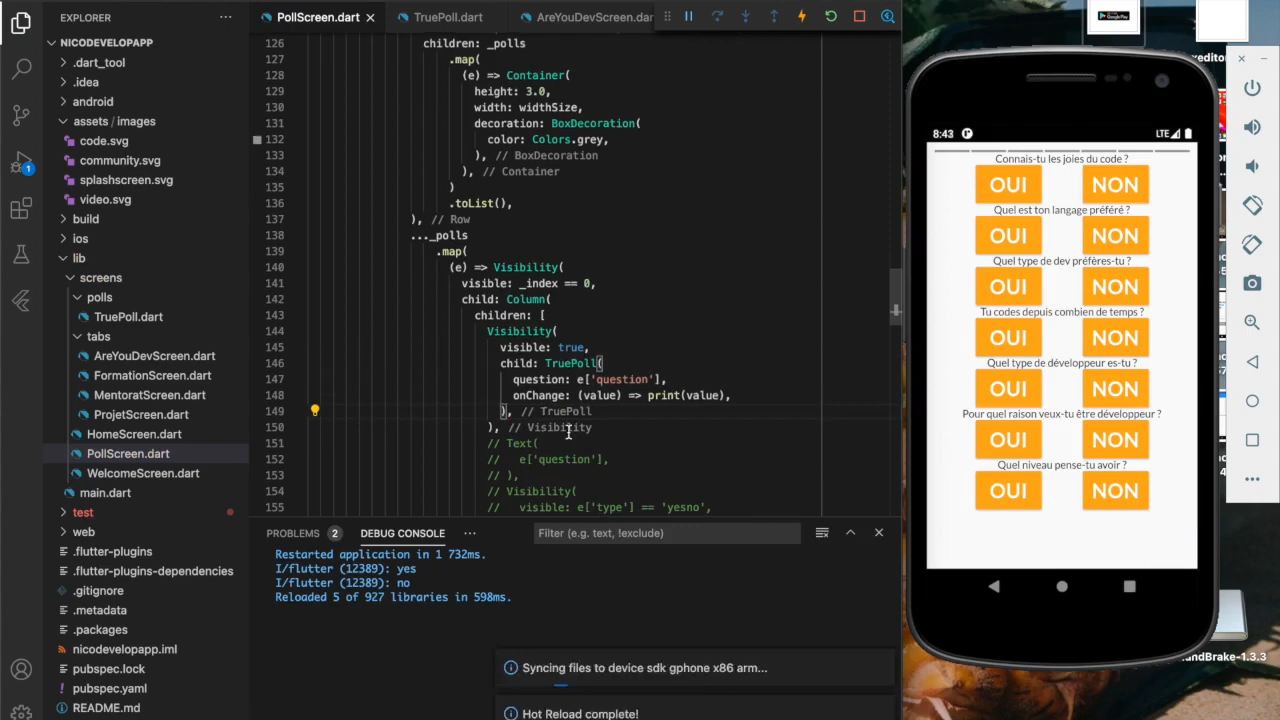 EXPLORER
NICODEVELOPAPP
.dart_tool
.idea
android
assets / images
code.svg
community.svg
splashscreen.svg
video.svg
build
ios
lib
screens
polls
TruePoll.dart
tabs
AreYouDevScreen.dart
FormationScreen.dart
MentoratScreen.dart
ProjetScreen.dart
HomeScreen.dart
PollScreen.dart
WelcomeScreen.dart
main.dart
test
web
.flutter-plugins
.flutter-plugins-dependencies
.gitignore
.metadata
.packages
nicodevelopapp.iml
pubspec.lock
pubspec.yaml
README.md
1
PollScreen.dart
TruePoll.dart
AreYouDevScreen.dart
126 children: _polls
127 .map(
128 (e) => Container(
129 height: 3.0,
130 width: widthSize,
131 decoration: BoxDecoration(
132 color: Colors.grey,
133 ), // BoxDecoration
134 ), // Container
135 )
136 .toList(),
137 ), // Row
138 ..._polls
139 .map(
140 (e) => Visibility(
141 visible: _index == 0,
142 child: Column(
143 children: [
144 Visibility(
145 visible: true,
146 child: TruePoll(
147 question: e['question'],
148 onChange: (value) => print(value),
149 ), // TruePoll
150 ), // Visibility
151 // Text(
152 // e['question'],
153 // ),
154 // Visibility(
155 // visible: e['type'] == 'yesno',
PROBLEMS 2 DEBUG CONSOLE
Filter (e.g. text, !exclude)
Restarted application in 1 732ms.
I/flutter (12389): yes
I/flutter (12389): no
Reloaded 5 of 927 libraries in 598ms.
Syncing files to device sdk gphone x86 arm...
Hot Reload complete!
Google Play
8:43
LTE
Connais-tu les joies du code ?
OUI NON
Quel est ton langage préféré ?
OUI NON
Quel type de dev préfères-tu ?
OUI NON
Tu codes depuis combien de temps ?
OUI NON
Quel type de développeur es-tu ?
OUI NON
Pour quel raison veux-tu être développeur ?
OUI NON
Quel niveau pense-tu avoir ?
OUI NON
andBrake-1.3.3